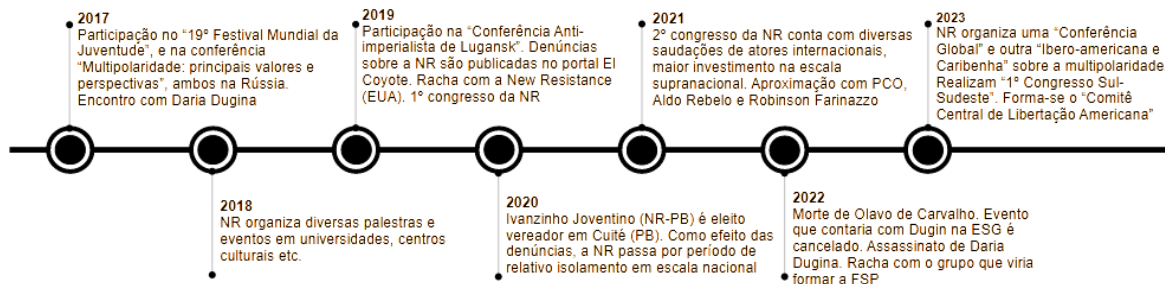 2017
Participação no “19º Festival Mundial da
Juventude”, e na conferência
“Multipolaridade: principais valores e
perspectivas”, ambos na Rússia.
Encontro com Daria Dugina
2018
NR organiza diversas palestras e
eventos em universidades, centros
culturais etc.
2019
Participação na “Conferência Anti-
imperialista de Lugansk”. Denúncias
sobre a NR são publicadas no portal El
Coyote. Racha com a New Resistance
(EUA). 1º congresso da NR
2020
Ivanzinho Joventino (NR-PB) é eleito
vereador em Cuité (PB). Como efeito das
denúncias, a NR passa por período de
relativo isolamento em escala nacional
2021
2º congresso da NR conta com diversas
saudações de atores internacionais,
maior investimento na escala
supranacional. Aproximação com PCO,
Aldo Rebelo e Robinson Farinazzo
2022
Morte de Olavo de Carvalho. Evento
que contaria com Dugin na ESG é
cancelado. Assassinato de Daria
Dugina. Racha com o grupo que viria
formar a FSP
2023
NR organiza uma “Conferência
Global” e outra “Ibero-americana e
Caribenha” sobre a multipolaridade.
Realizam “1º Congresso Sul-
Sudeste”. Forma-se o “Comitê
Central de Libertação Americana”